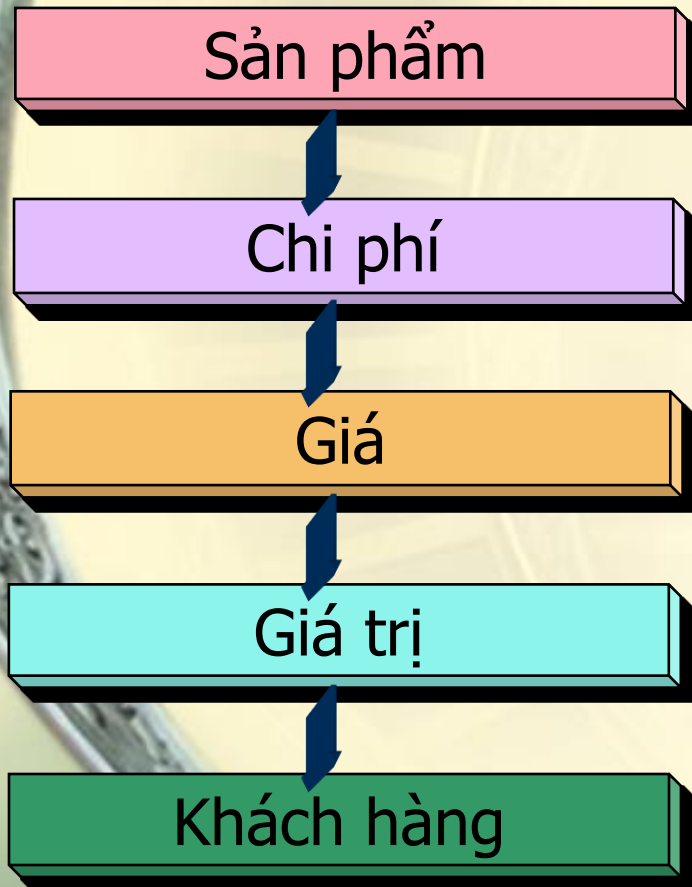 Sản phẩm
Chi phí
Giá
Giá trị
Khách hàng